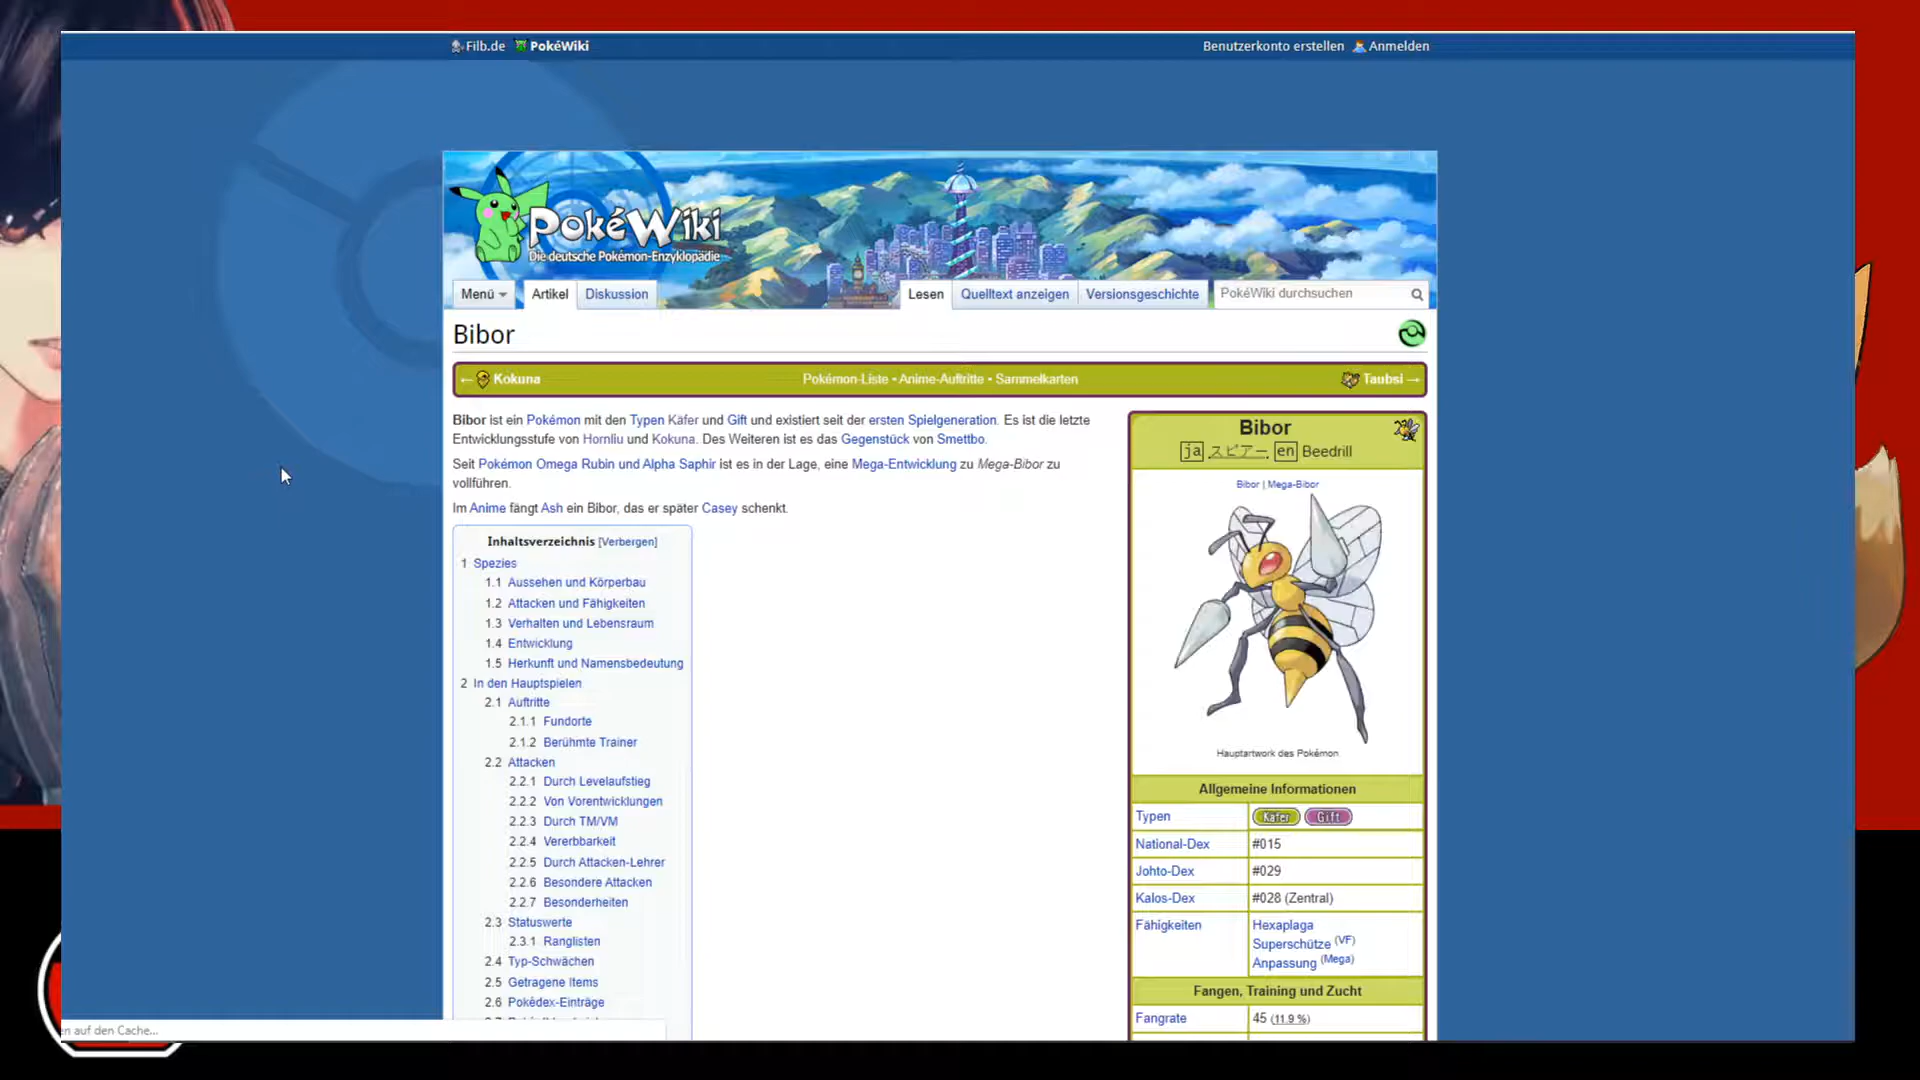 Filb.de PokéWiki
Benutzerkonto erstellen Anmelden
PokéWiki
Die deutsche Pokémon-Enzyklopädie
Menü Artikel Diskussion
Lesen Quelltext anzeigen Versionsgeschichte PokéWiki durchsuchen
Bibor
← Kokuna
Pokémon-Liste • Anime-Auftritte • Sammelkarten
Taubsi →
Bibor ist ein Pokémon mit den Typen Käfer und Gift und existiert seit der ersten Spielgeneration. Es ist die letzte
Entwicklungsstufe von Hornliu und Kokuna. Des Weiteren ist es das Gegenstück von Smettbo.
Seit Pokémon Omega Rubin und Alpha Saphir ist es in der Lage, eine Mega-Entwicklung zu Mega-Bibor zu
vollführen.
Im Anime fängt Ash ein Bibor, das er später Casey schenkt.
Inhaltsverzeichnis [Verbergen]
1 Spezies
1.1 Aussehen und Körperbau
1.2 Attacken und Fähigkeiten
1.3 Verhalten und Lebensraum
1.4 Entwicklung
1.5 Herkunft und Namensbedeutung
2 In den Hauptspielen
2.1 Auftritte
2.1.1 Fundorte
2.1.2 Berühmte Trainer
2.2 Attacken
2.2.1 Durch Levelaufstieg
2.2.2 Von Vorentwicklungen
2.2.3 Durch TM/VM
2.2.4 Vererbbarkeit
2.2.5 Durch Attacken-Lehrer
2.2.6 Besondere Attacken
2.2.7 Besonderheiten
2.3 Statuswerte
2.3.1 Ranglisten
2.4 Typ-Schwächen
2.5 Getragene Items
2.6 Pokédex-Einträge
Bibor
ja スピアー en Beedrill
Bibor | Mega-Bibor
Hauptartwork des Pokémon
Allgemeine Informationen
Typen Käfer Gift
National-Dex #015
Johto-Dex #029
Kalos-Dex #028 (Zentral)
Fähigkeiten Hexaplaga
Superschütze (VF)
Anpassung (Mega)
Fangen, Training und Zucht
Fangrate 45 (11.9 %)
en auf den Cache...